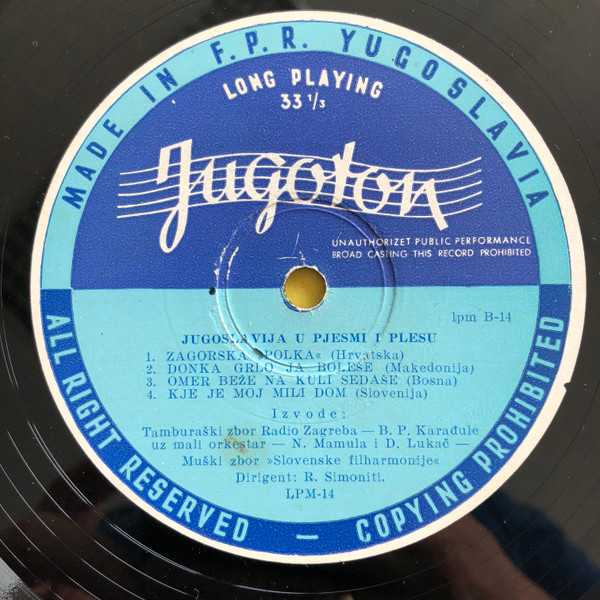 MADE IN F.P.R. YUGOSLAVIA
LONG PLAYING
33 1/3
Jugoton
UNAUTHORIZET PUBLIC PERFORMANCE
BROAD CASTING THIS RECORD PROHIBITED
lpm B-14
JUGOSLAVIJA U PJESMI I PLESU
1. ZAGORSKA »POLKA« (Hrvatska)
2. DONKA GRLO JA BOLEŠE (Makedonija)
3. OMER BEŽE NA KULI SEDAŠE (Bosna)
4. KJE JE MOJ MILI DOM (Slovenija)
Izvode:
Tamburaški zbor Radio Zagreba — B. P. Karađule
uz mali orkestar — N. Mamula i D. Lukač —
Muški zbor »Slovenske filharmonije«
Dirigent: R. Simoniti.
LPM-14
ALL RIGHT RESERVED — COPYING PROHIBITED